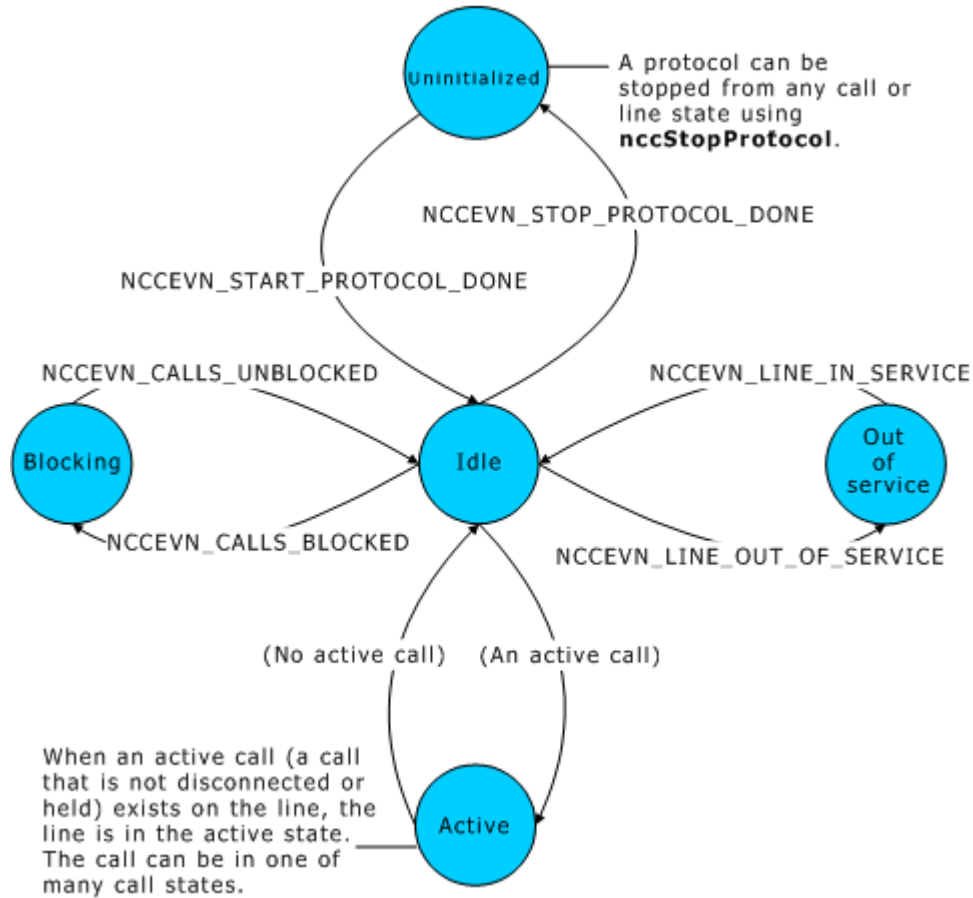 Uninitialized
A protocol can be
stopped from any call or
line state using
nccStopProtocol.
NCCEVN_STOP_PROTOCOL_DONE
NCCEVN_START_PROTOCOL_DONE
NCCEVN_CALLS_UNBLOCKED
NCCEVN_LINE_IN_SERVICE
Blocking
Idle
Out
of
service
NCCEVN_CALLS_BLOCKED
NCCEVN_LINE_OUT_OF_SERVICE
(No active call)
(An active call)
When an active call (a call
that is not disconnected or
held) exists on the line, the
line is in the active state.
The call can be in one of
many call states.
Active